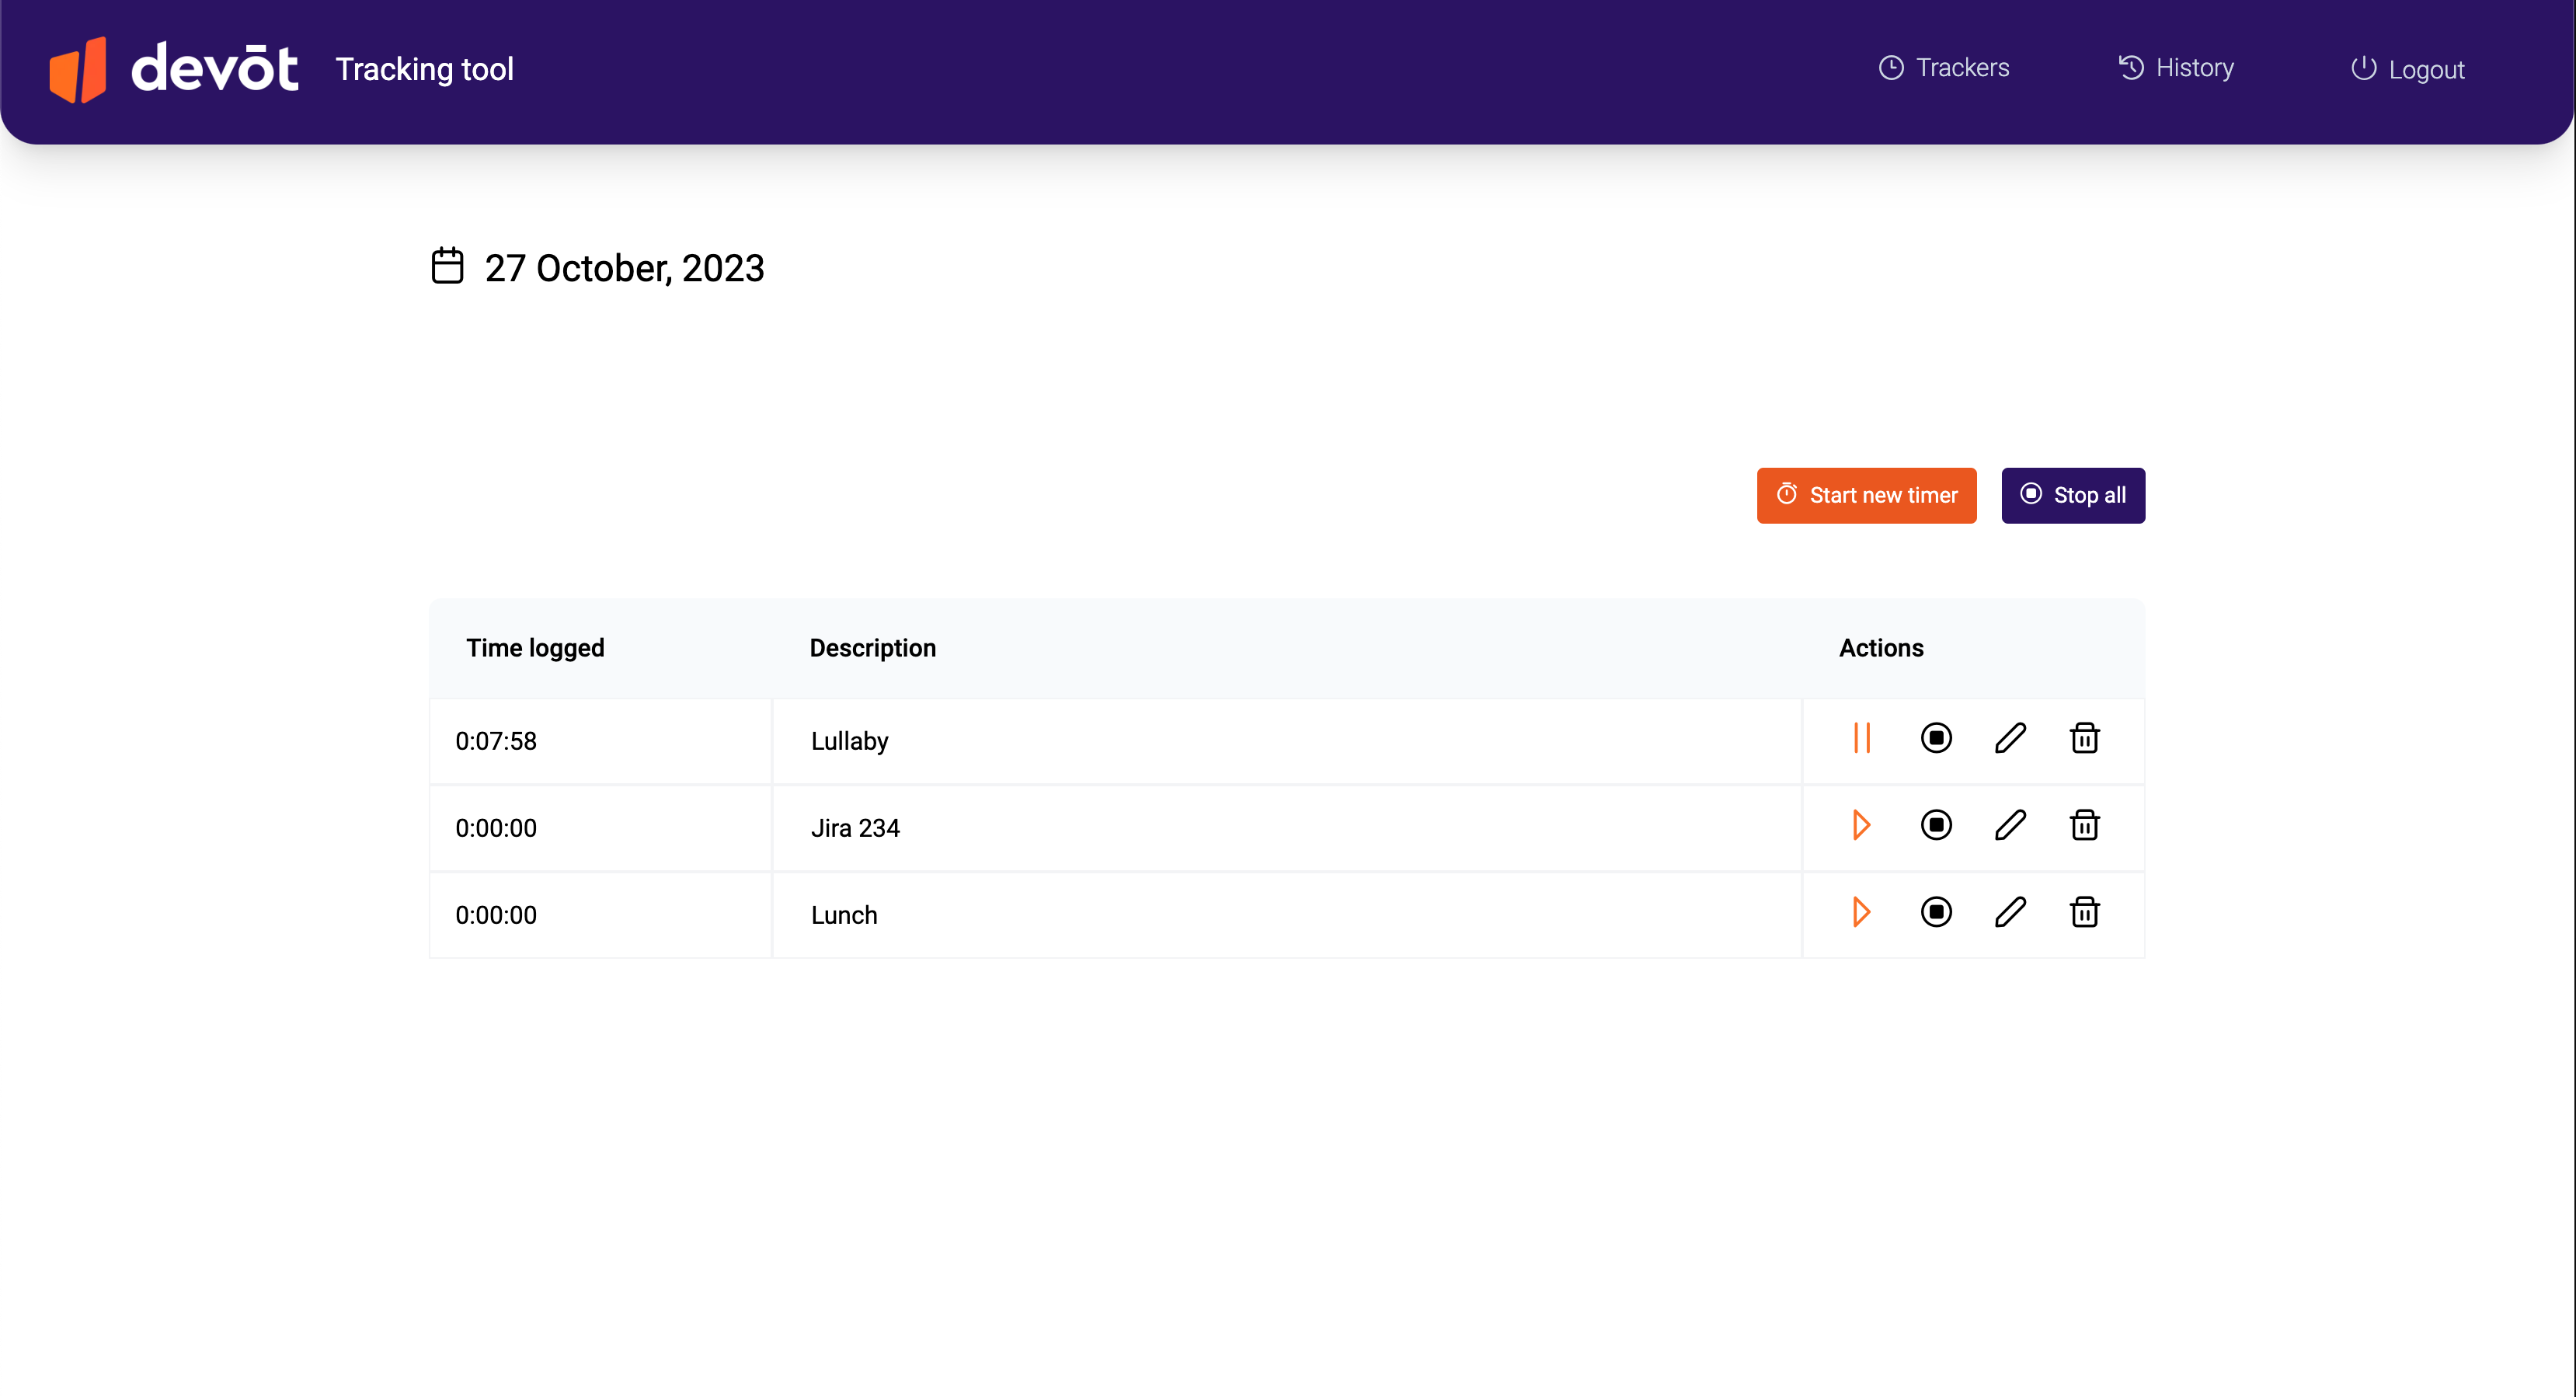 devōt Tracking tool Trackers History Logout
27 October, 2023
Start new timer Stop all
Time logged Description Actions
0:07:58 Lullaby
0:00:00 Jira 234
0:00:00 Lunch